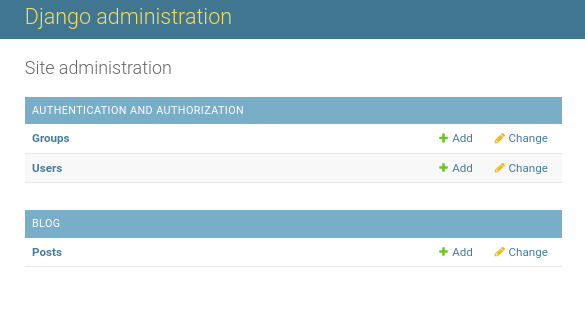 Django administration
Site administration
AUTHENTICATION AND AUTHORIZATION
Groups Add Change
Users Add Change
BLOG
Posts Add Change